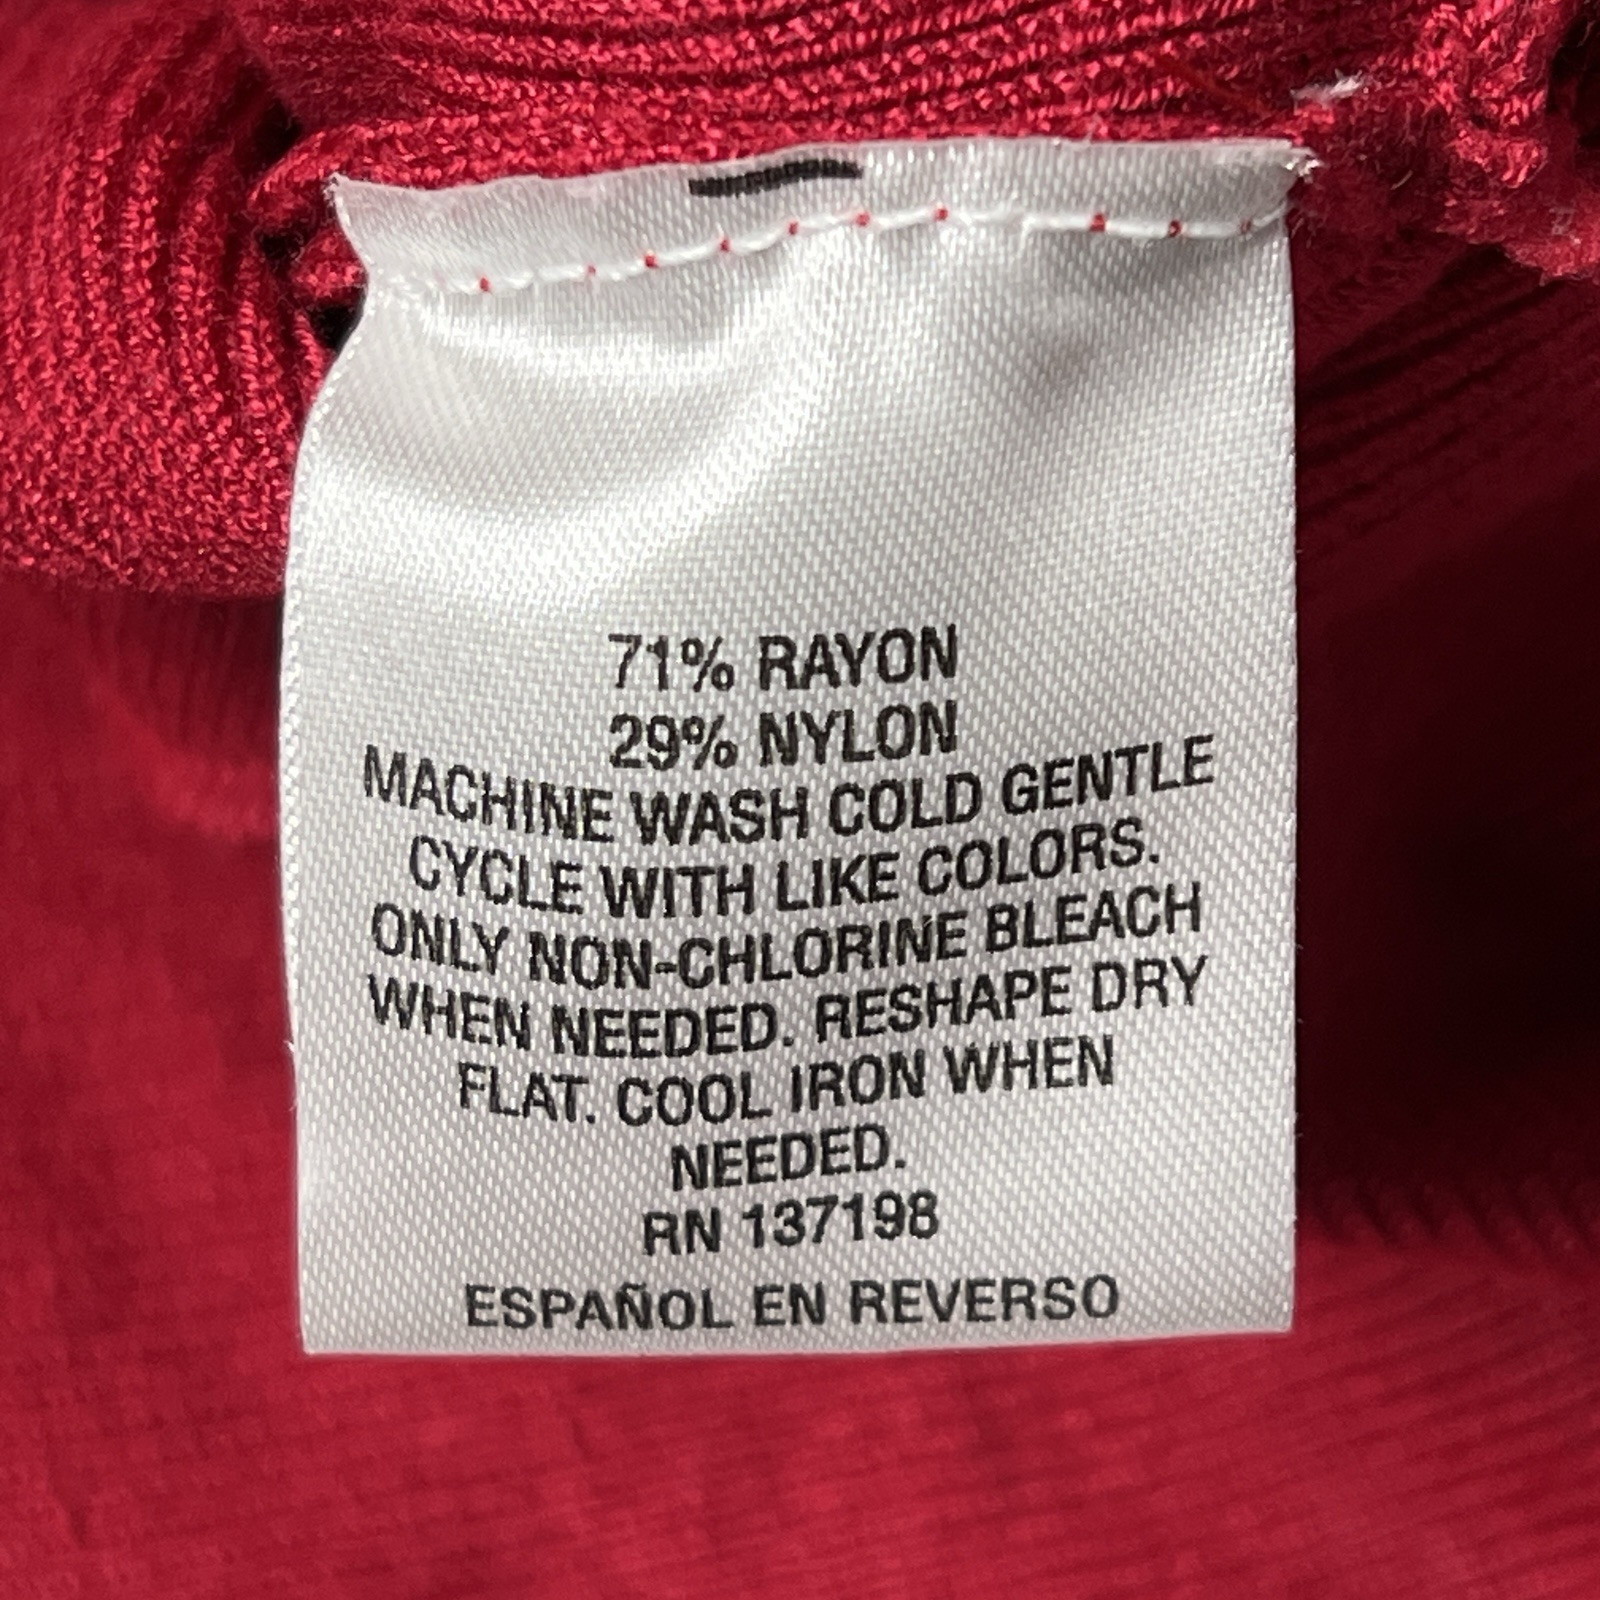 71% RAYON
29% NYLON
MACHINE WASH COLD GENTLE
CYCLE WITH LIKE COLORS.
ONLY NON-CHLORINE BLEACH
WHEN NEEDED. RESHAPE DRY
FLAT. COOL IRON WHEN
NEEDED.
RN 137198
ESPAÑOL EN REVERSO